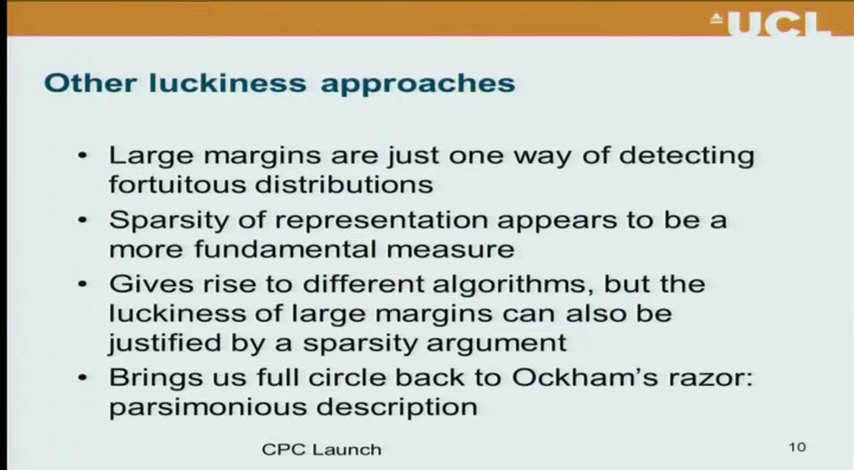 UCL
Other luckiness approaches
• Large margins are just one way of detecting
fortuitous distributions
• Sparsity of representation appears to be a
more fundamental measure
• Gives rise to different algorithms, but the
luckiness of large margins can also be
justified by a sparsity argument
• Brings us full circle back to Ockham's razor:
parsimonious description
CPC Launch
10